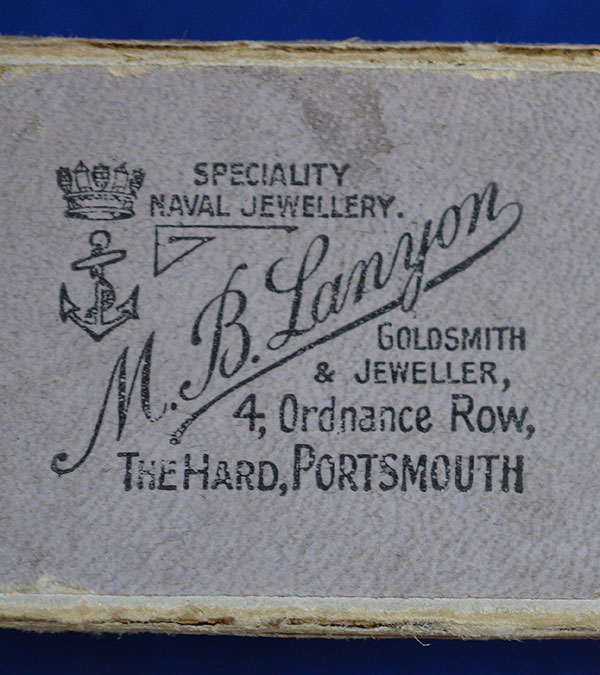 SPECIALITY
NAVAL JEWELLERY.
M. B. Lanyon
GOLDSMITH
& JEWELLER,
4, Ordnance Row,
THE HARD, PORTSMOUTH